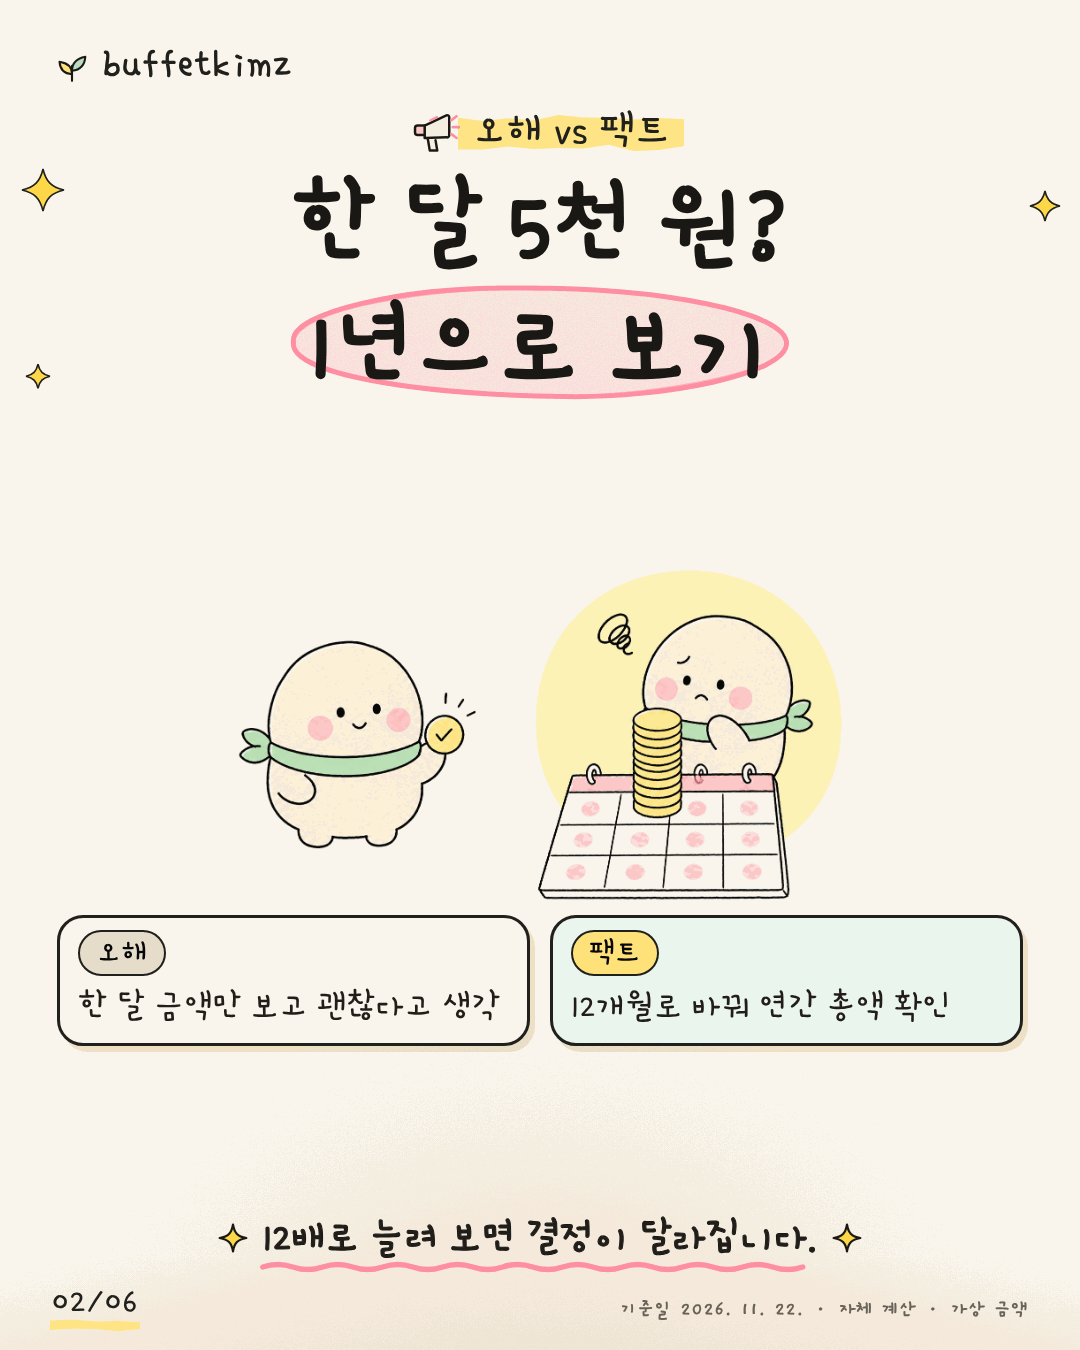 buffetkimz
오해 vs 팩트
한 달 5천 원?
1년으로 보기
오해
한 달 금액만 보고 괜찮다고 생각
팩트
12개월로 바꿔 연간 총액 확인
12배로 늘려 보면 결정이 달라집니다.
02/06
기준일 2026. 11. 22. · 자체 계산 · 가상 금액